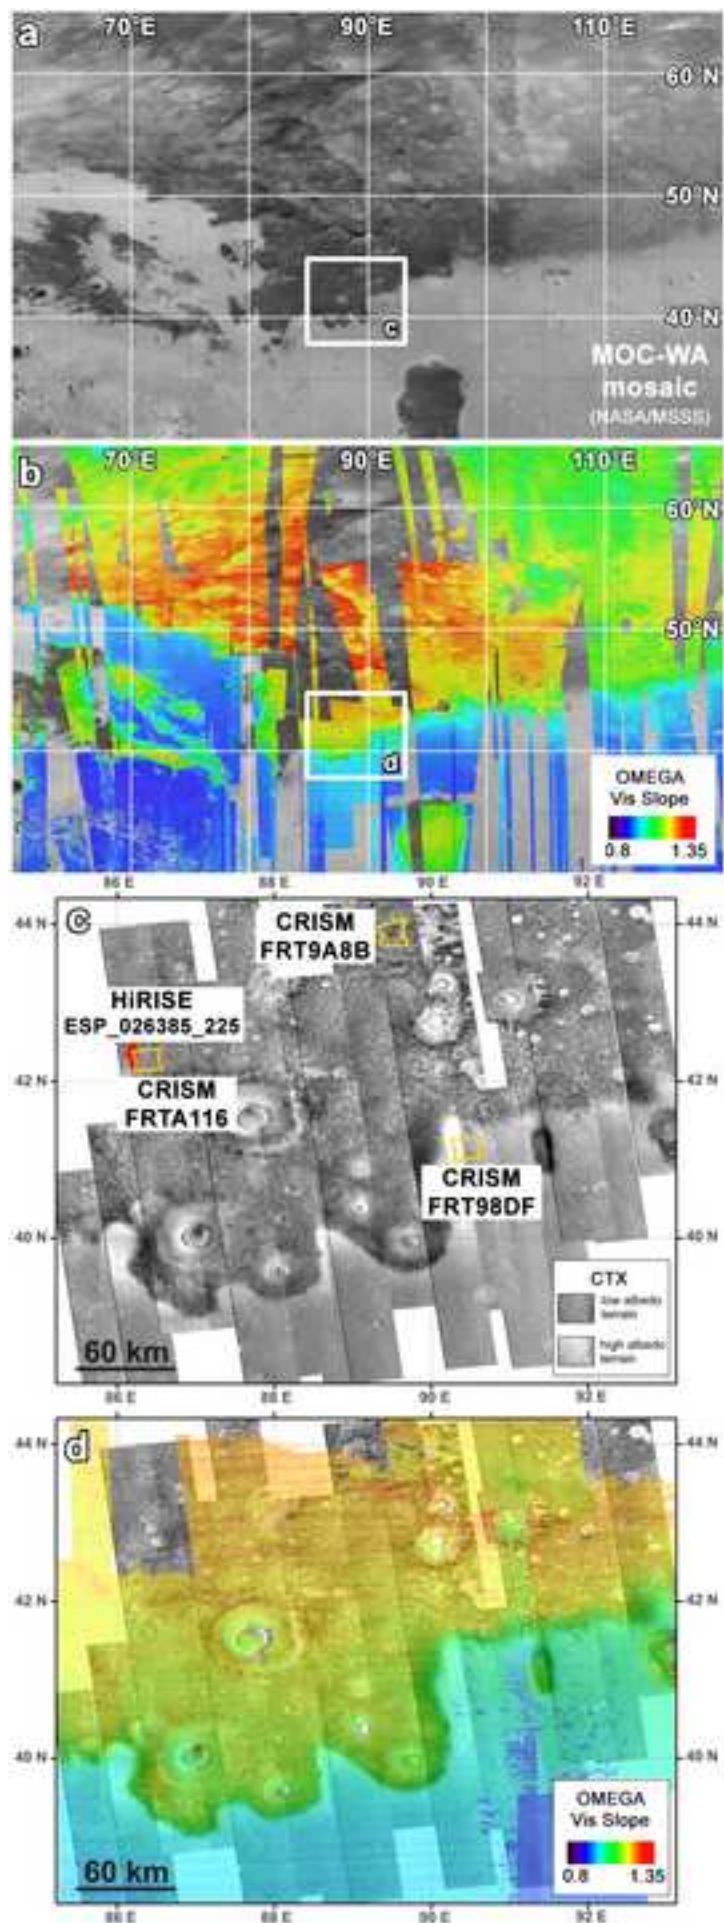 a
70°E 90°E 110°E
60°N
50°N
40°N
c
MOC-WA
mosaic
(NASA/MSSS)
b
70°E 90°E 110°E
60°N
50°N
d
OMEGA
Vis Slope
0.8 1.35
86 E 88 E 90 E 92 E
c
44 N 44 N
CRISM
FRT9A8B
HiRISE
ESP_026385_225
42 N 42 N
CRISM
FRTA116
CRISM
FRT98DF
40 N 40 N
CTX
low albedo
terrain
high albedo
terrain
60 km
86 E 88 E 90 E 92 E
d
44 N 44 N
42 N 42 N
40 N 40 N
OMEGA
Vis Slope
0.8 1.35
60 km
86 E 88 E 90 E 92 E